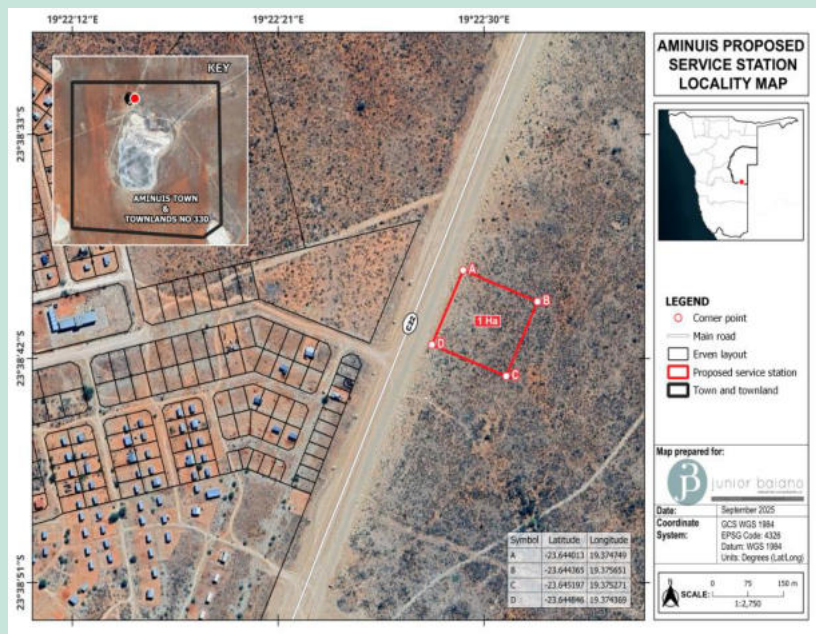 19°22'12"E 19°22'21"E 19°22'30"E
23°38'33"S
23°38'42"S
23°38'51"S
KEY
AMINUIS TOWN
&
TOWNLANDS NO 330
A
B
1 Ha
D
C
C22
Symbol Latitude Longitude
A -23.644013 19.374749
B -23.644365 19.375651
C -23.645197 19.375271
D -23.644846 19.374369
AMINUIS PROPOSED
SERVICE STATION
LOCALITY MAP
LEGEND
Corner point
Main road
Erven layout
Proposed service station
Town and townland
Map prepared for:
junior baiano
Date: September 2025
Coordinate System: GCS WGS 1984
EPSG Code: 4326
Datum: WGS 1984
Units: Degrees (Lat/Long)
N
SCALE: 0 75 150 m
1:2,750